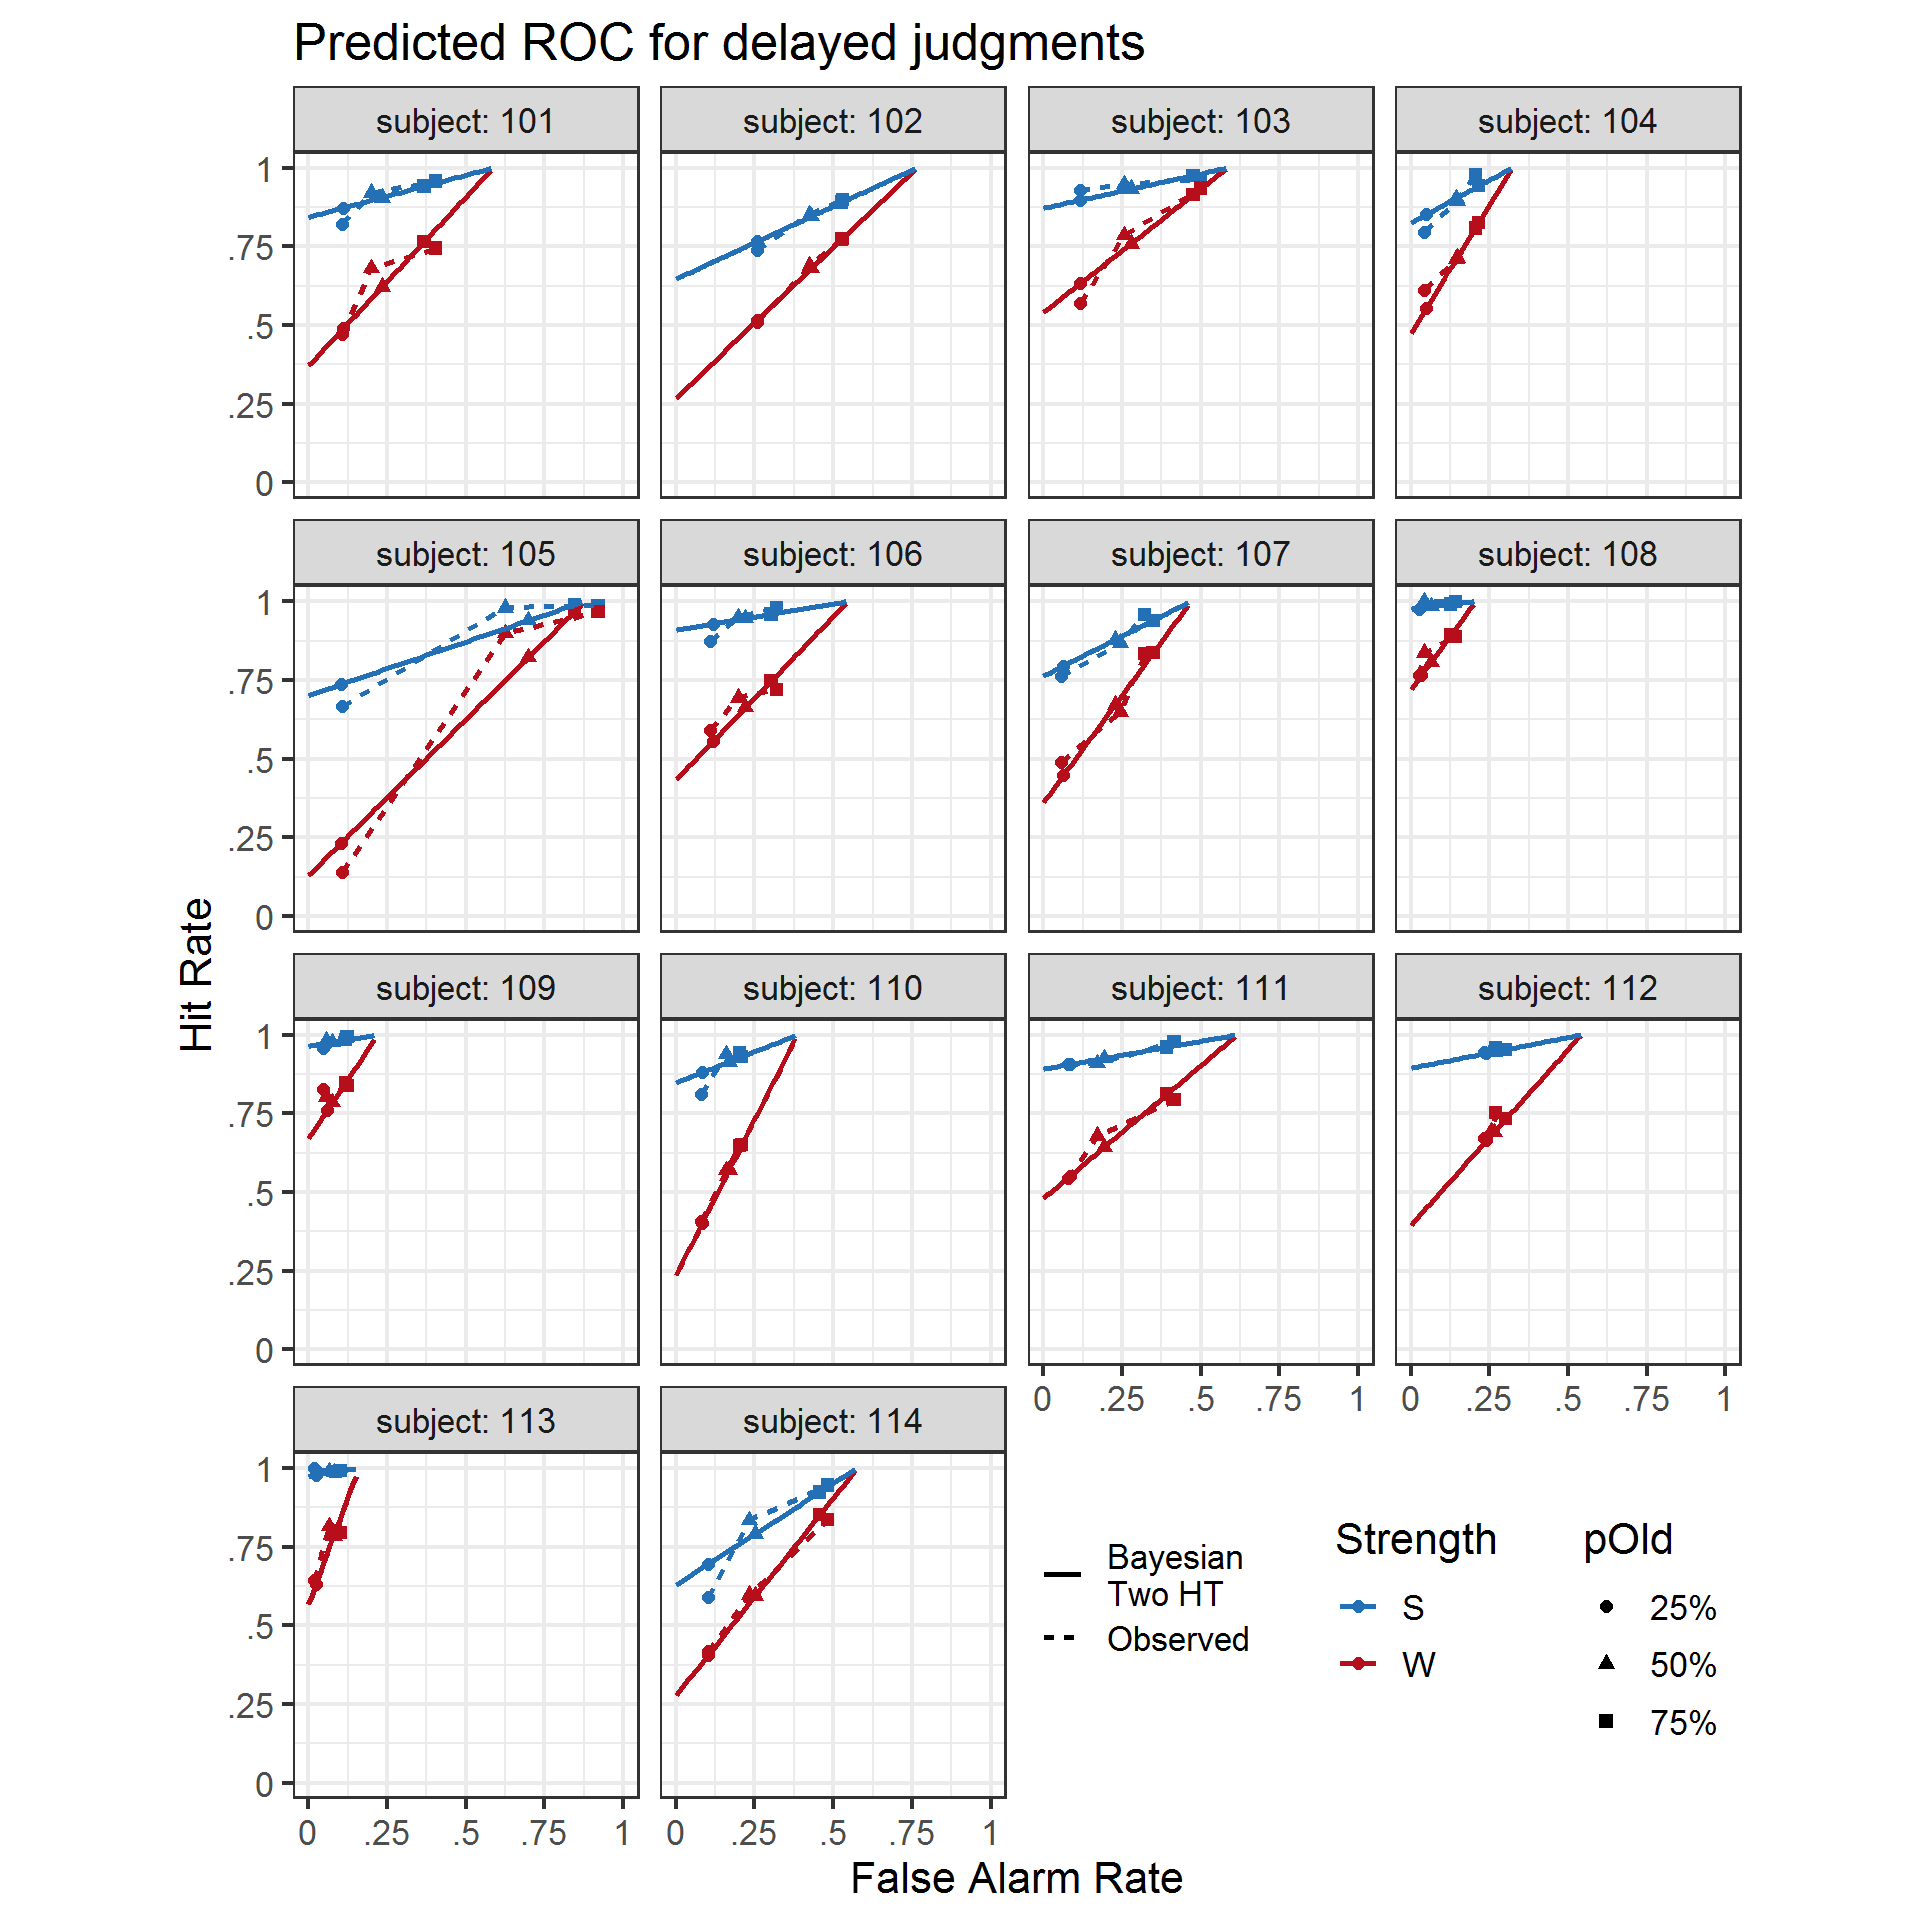 Predicted ROC for delayed judgments
subject: 101
subject: 102
subject: 103
subject: 104
1
.75
.5
.25
0
subject: 105
subject: 106
subject: 107
subject: 108
1
.75
.5
.25
0
Hit Rate
subject: 109
subject: 110
subject: 111
subject: 112
1
.75
.5
.25
0
0 .25 .5 .75 1
0 .25 .5 .75 1
subject: 113
subject: 114
1
.75
.5
.25
0
0 .25 .5 .75 1
0 .25 .5 .75 1
False Alarm Rate
Bayesian
Two HT
Observed
Strength
S
W
pOld
25%
50%
75%